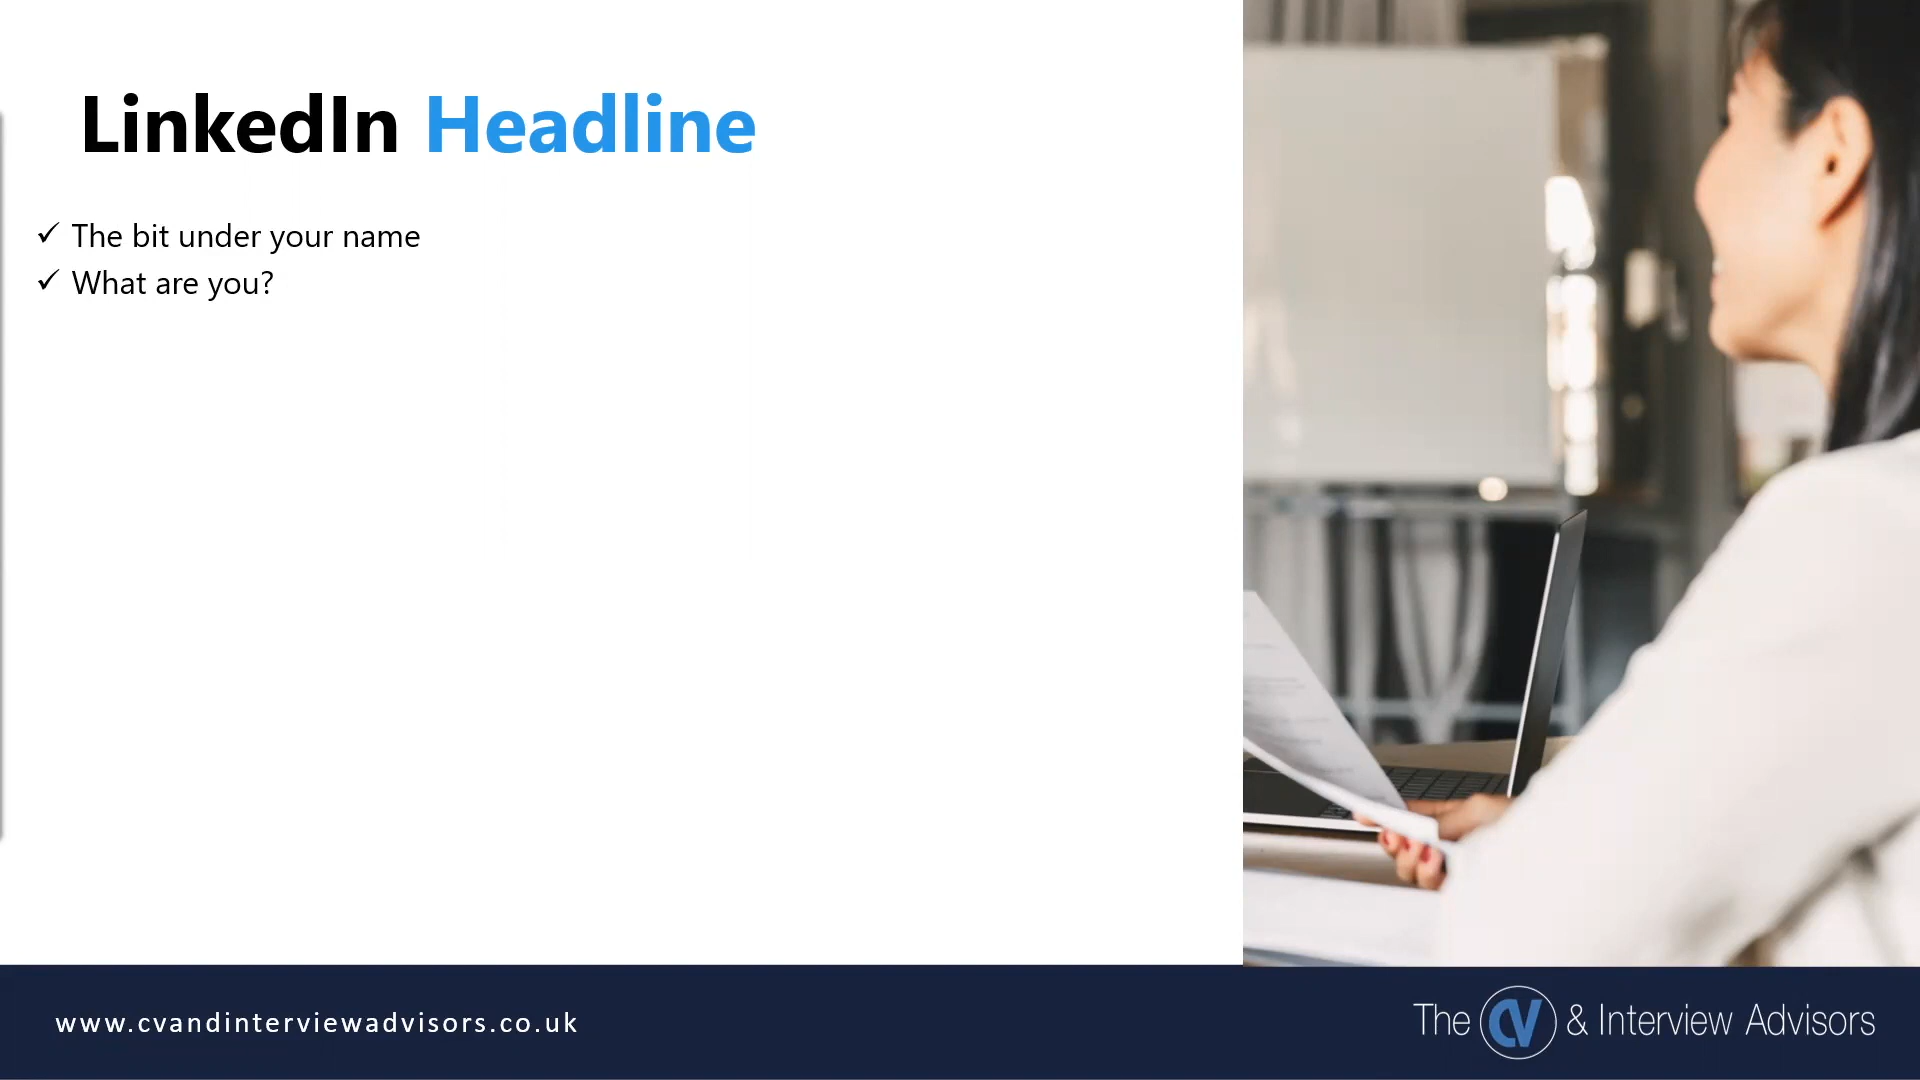 LinkedIn Headline
✓ The bit under your name
✓ What are you?
www.cvandinterviewadvisors.co.uk
The CV & Interview Advisors